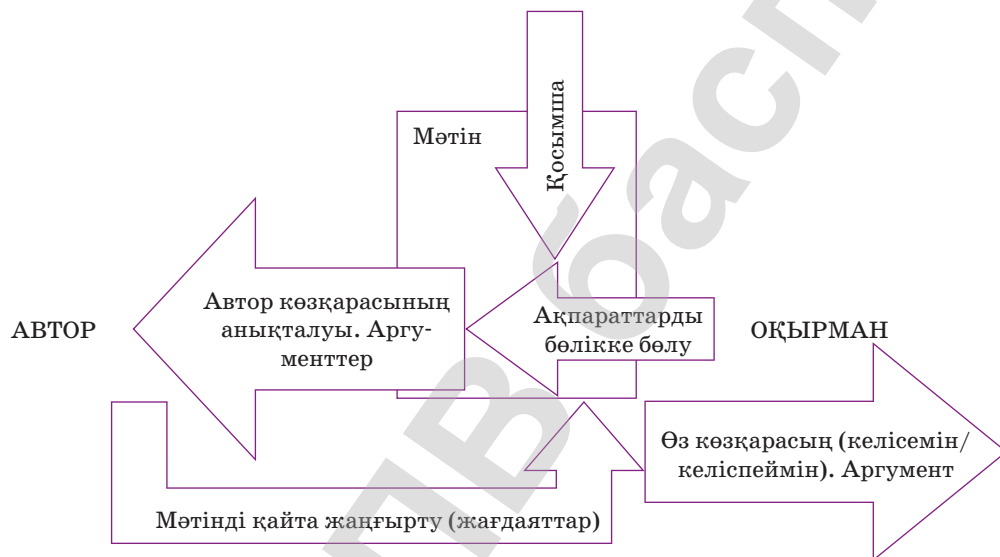 Қосымша
Мәтін
АВТОР
Автор көзқарасының
анықталуы. Аргу-
менттер
Ақпараттарды
бөлікке бөлу
ОҚЫРМАН
Өз көзқарасың (келісемін/
келіспеймін). Аргумент
Мәтінді қайта жаңғырту (жағдаяттар)